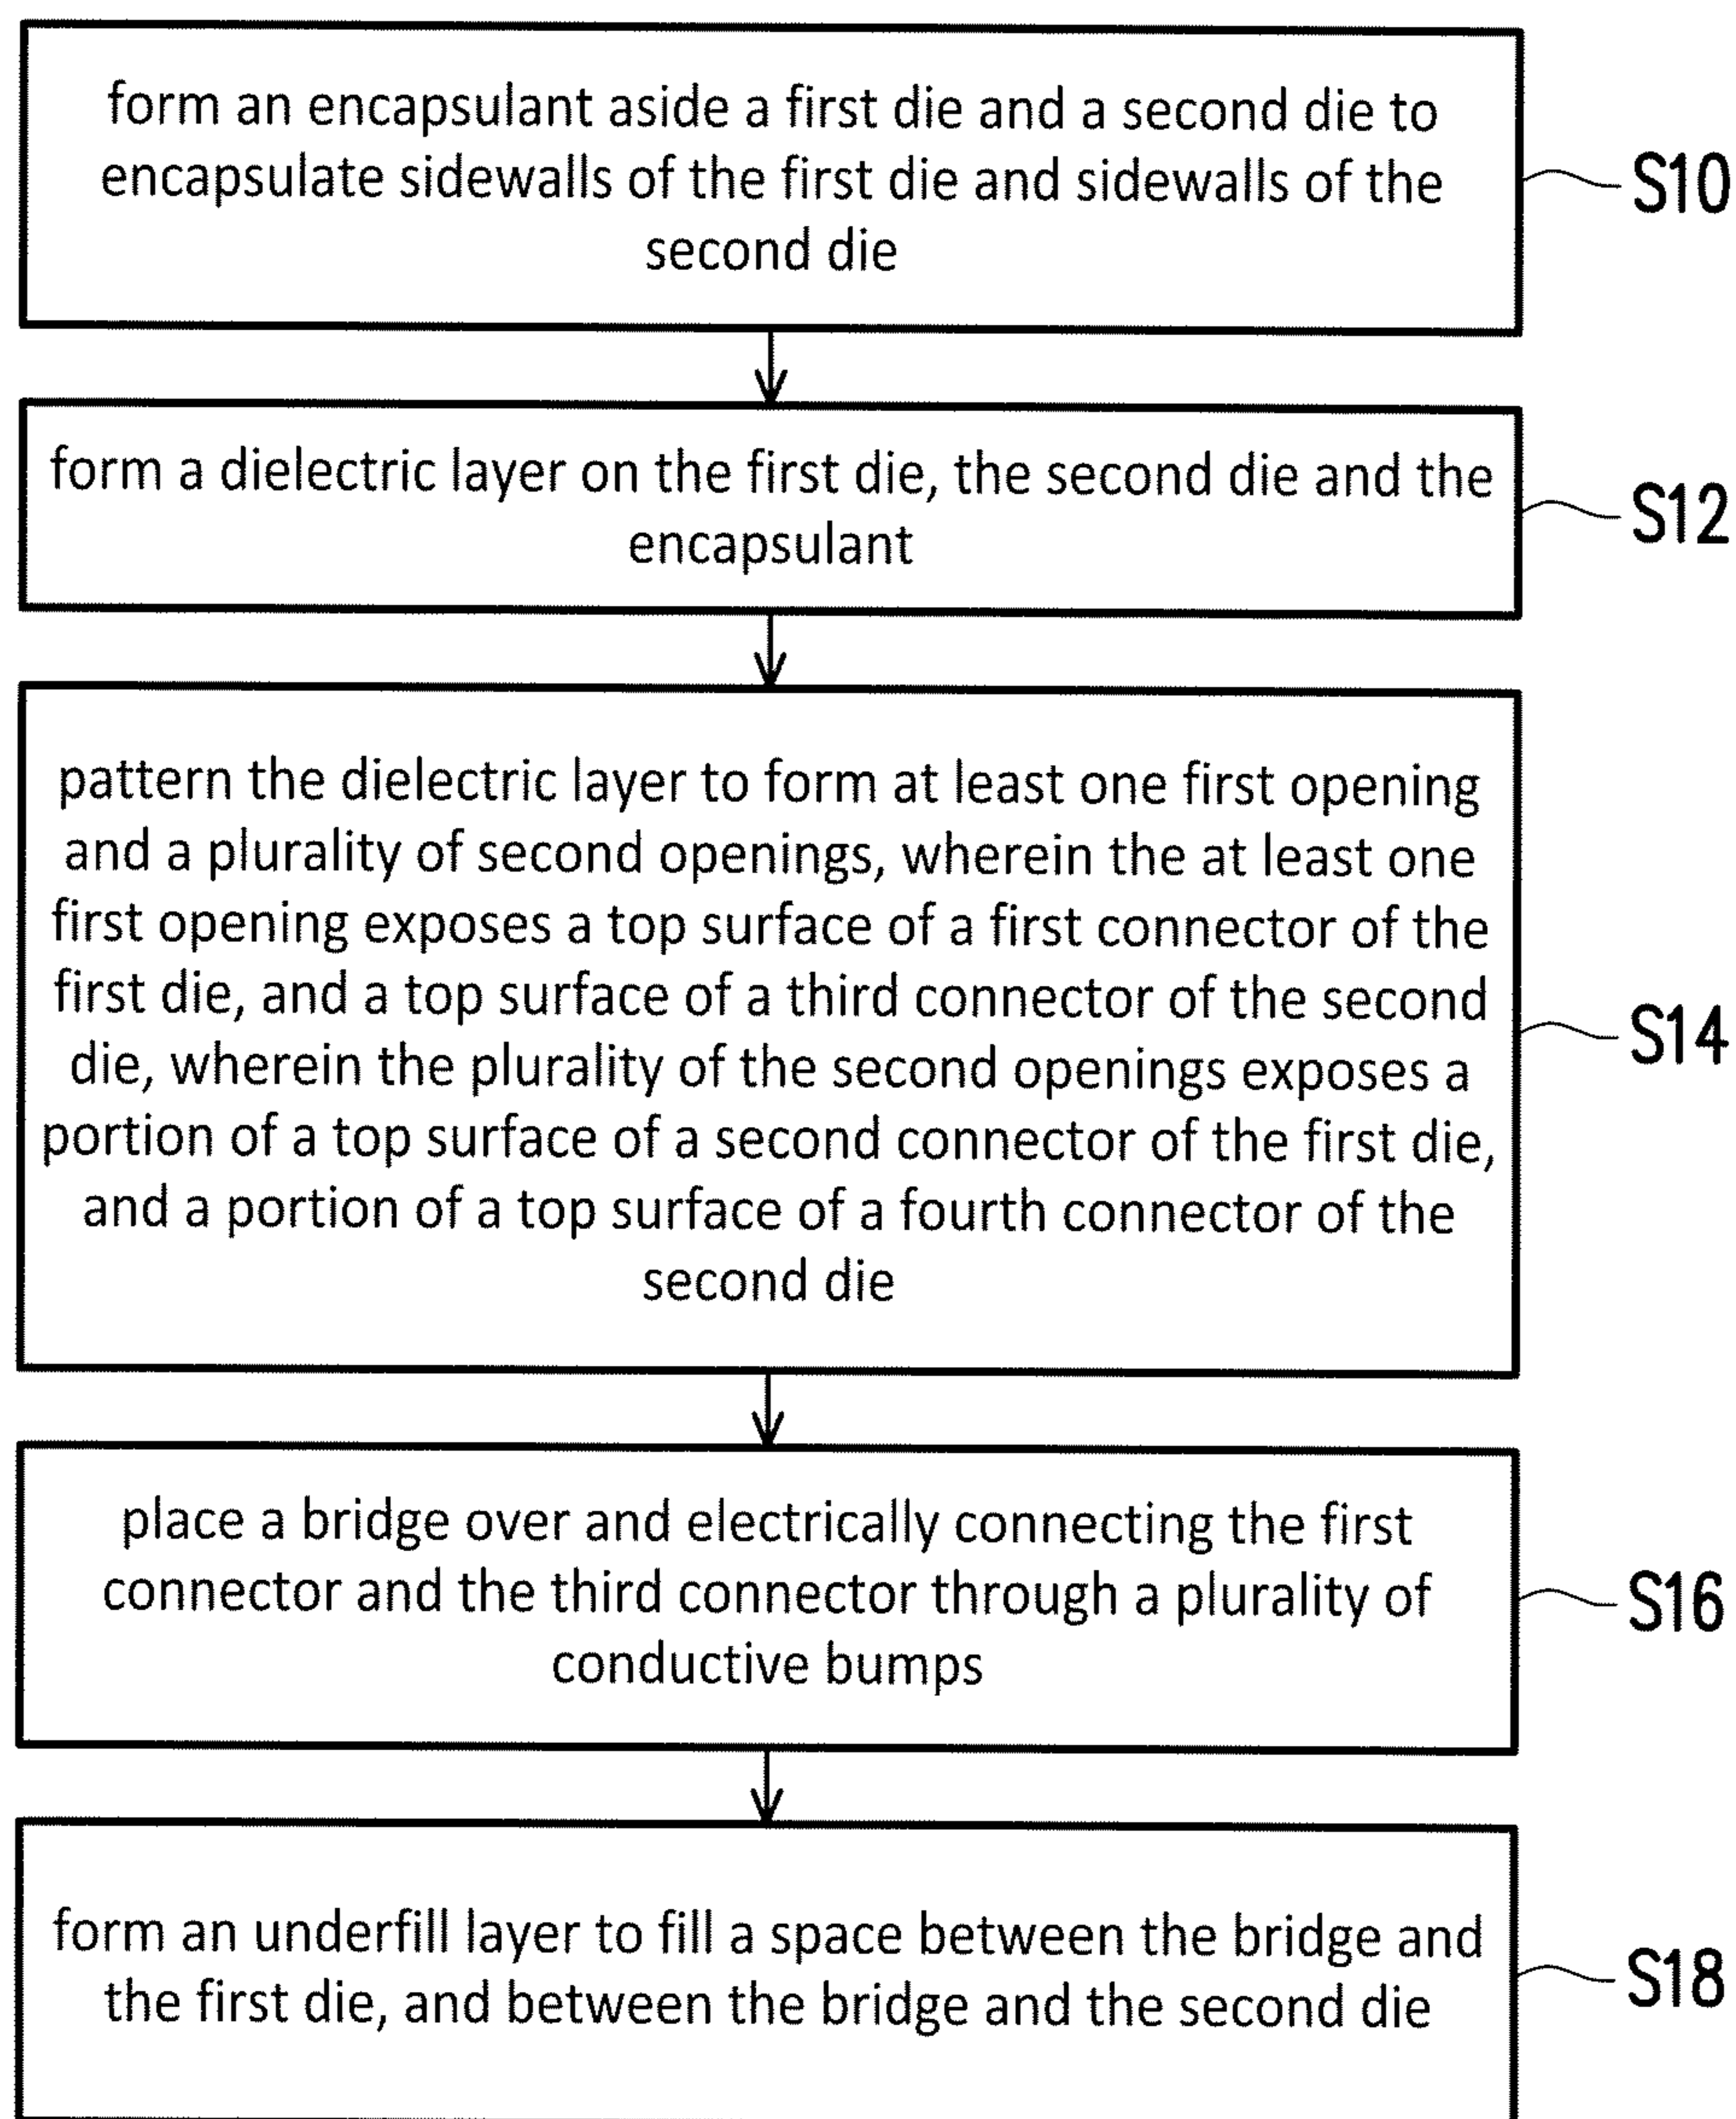 form an encapsulant aside a first die and a second die to
encapsulate sidewalls of the first die and sidewalls of the
second die
S10
form a dielectric layer on the first die, the second die and the
encapsulant
S12
pattern the dielectric layer to form at least one first opening
and a plurality of second openings, wherein the at least one
first opening exposes a top surface of a first connector of the
first die, and a top surface of a third connector of the second
die, wherein the plurality of the second openings exposes a
portion of a top surface of a second connector of the first die,
and a portion of a top surface of a fourth connector of the
second die
S14
place a bridge over and electrically connecting the first
connector and the third connector through a plurality of
conductive bumps
S16
form an underfill layer to fill a space between the bridge and
the first die, and between the bridge and the second die
S18